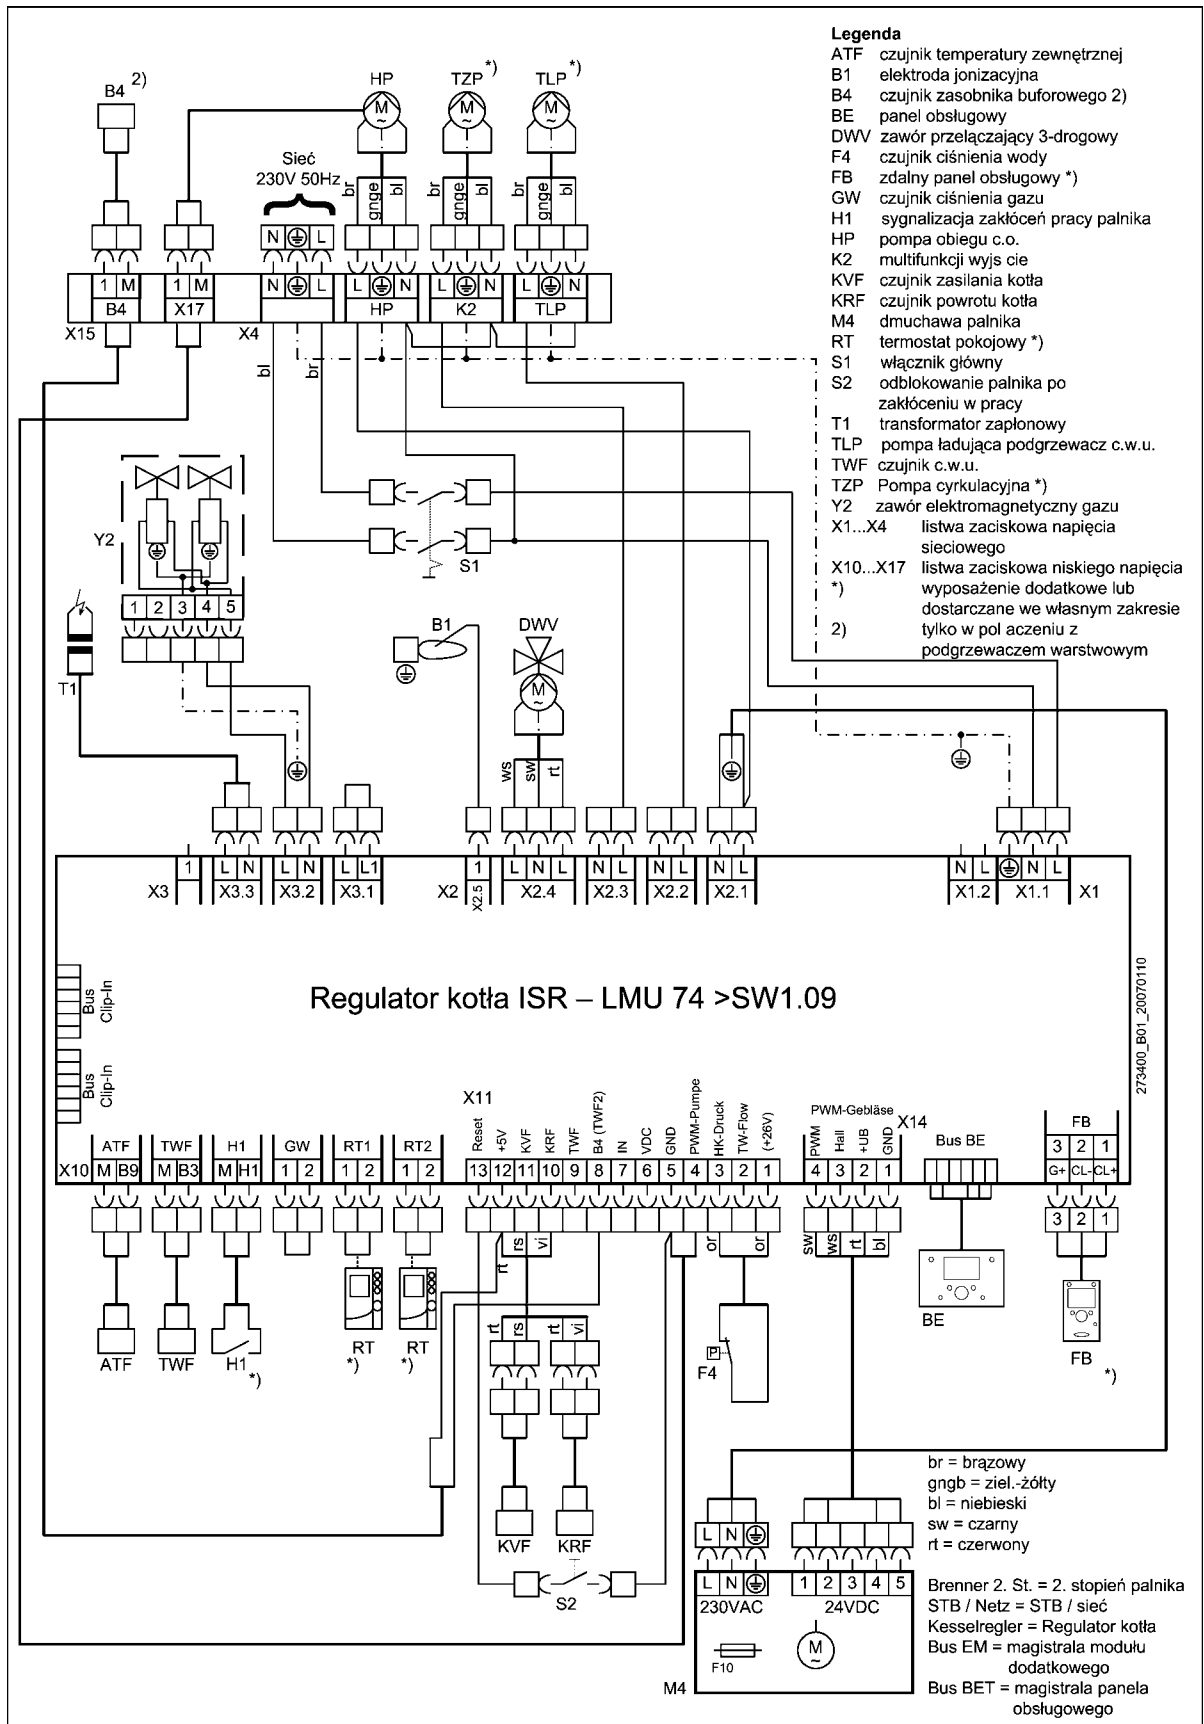 Legenda
ATF czujnik temperatury zewnętrznej
B1 elektroda jonizacyjna
B4 czujnik zasobnika buforowego 2)
BE panel obsługowy
DWV zawór przełączający 3-drogowy
F4 czujnik ciśnienia wody
FB zdalny panel obsługowy *)
GW czujnik ciśnienia gazu
H1 sygnalizacja zakłóceń pracy palnika
HP pompa obiegu c.o.
K2 multifunkcji wyjs cie
KVF czujnik zasilania kotła
KRF czujnik powrotu kotła
M4 dmuchawa palnika
RT termostat pokojowy *)
S1 włącznik główny
S2 odblokowanie palnika po
zakłóceniu w pracy
T1 transformator zapłonowy
TLP pompa ładująca podgrzewacz c.w.u.
TWF czujnik c.w.u.
TZP Pompa cyrkulacyjna *)
Y2 zawór elektromagnetyczny gazu
X1...X4 listwa zaciskowa napięcia
sieciowego
X10...X17 listwa zaciskowa niskiego napięcia
*) wyposażenie dodatkowe lub
dostarczane we własnym zakresie
2) tylko w pol aczeniu z
podgrzewaczem warstwowym
B4 2)
HP
TZP *)
TLP *)
M ~
M ~
M ~
Sieć
230V 50Hz
br gnge bl
br gnge bl
br gnge bl
N L
1 M
1 M
N L
L N
L N
L N
X15 B4
X17
X4
HP
K2
TLP
bl
br
Y2
1 2 3 4 5
S1
T1
B1
DWV
M ~
ws sw rt
X3 1
L N
X3.3
L N
X3.2
L L1
X3.1
X2 1
X2.5
L N L
X2.4
N L
X2.3
N L
X2.2
N L
X2.1
N L
X1.2
N L
X1.1
X1
Bus
Clip-In
Bus
Clip-In
Regulator kotła ISR – LMU 74 >SW1.09
273400_B01_20070110
X10
ATF
M B9
TWF
M B3
H1
M H1
GW
1 2
RT1
1 2
RT2
1 2
X11
Reset +5V KVF KRF TWF B4 (TWF2) IN VDC GND PWM-Pumpe HK-Druck TW-Flow (+26V)
13 12 11 10 9 8 7 6 5 4 3 2 1
PWM-Gebläse
X14
PWM Hall +UB GND
4 3 2 1
Bus BE
FB
3 2 1
G+ CL- CL+
3 2 1
rt rs vi
or or
sw ws rt bl
ATF
TWF
H1 *)
RT
*)
RT
*)
rt rs rt vi
P
F4
BE
FB *)
KVF
KRF
S2
L N
L N
230VAC
1 2 3 4 5
24VDC
F10
M ~
M4
br = brązowy
gngb = ziel.-żółty
bl = niebieski
sw = czarny
rt = czerwony
Brenner 2. St. = 2. stopień palnika
STB / Netz = STB / sieć
Kesselregler = Regulator kotła
Bus EM = magistrala modułu
dodatkowego
Bus BET = magistrala panela
obsługowego